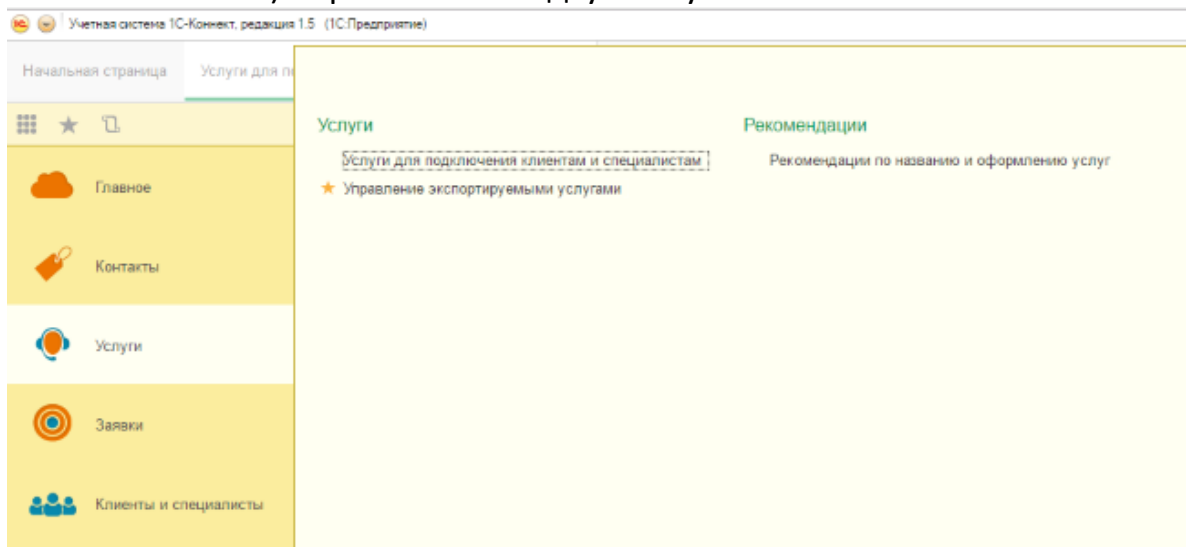 Учетная система 1С-Коннект, редакция 1.5 (1С:Предприятие)
Начальная страница Услуги для п
Услуги Рекомендации
Услуги для подключения клиентам и специалистам Рекомендации по названию и оформлению услуг
Управление экспортируемыми услугами
Главное
Контакты
Услуги
Заявки
Клиенты и специалисты